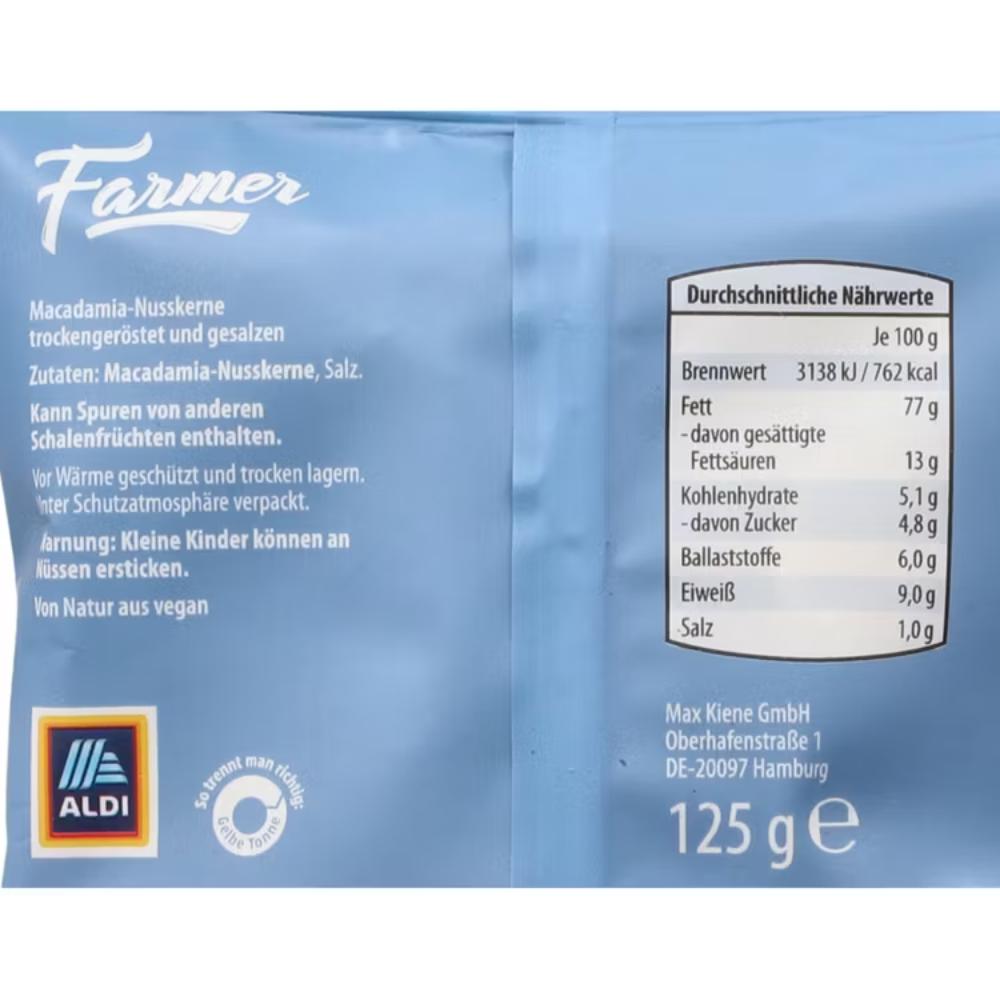 Farmer
Macadamia-Nusskerne
trockengeröstet und gesalzen
Zutaten: Macadamia-Nusskerne, Salz.
Kann Spuren von anderen
Schalenfrüchten enthalten.
Vor Wärme geschützt und trocken lagern.
Unter Schutzatmosphäre verpackt.
Warnung: Kleine Kinder können an
Nüssen ersticken.
Von Natur aus vegan
ALDI
So trennt man richtig:
Gelbe Tonne
Durchschnittliche Nährwerte
Je 100 g
Brennwert 3138 kJ / 762 kcal
Fett 77 g
- davon gesättigte
Fettsäuren 13 g
Kohlenhydrate 5,1 g
- davon Zucker 4,8 g
Ballaststoffe 6,0 g
Eiweiß 9,0 g
Salz 1,0 g
Max Kiene GmbH
Oberhafenstraße 1
DE-20097 Hamburg
125 g ℮